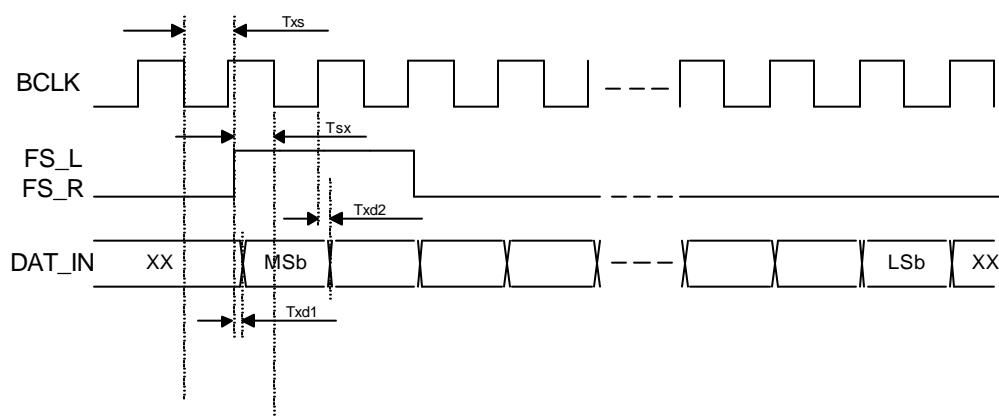 Txs
BCLK
Tsx
FS_L
FS_R
Txd2
DAT_IN XX MSb LSb XX
Txd1